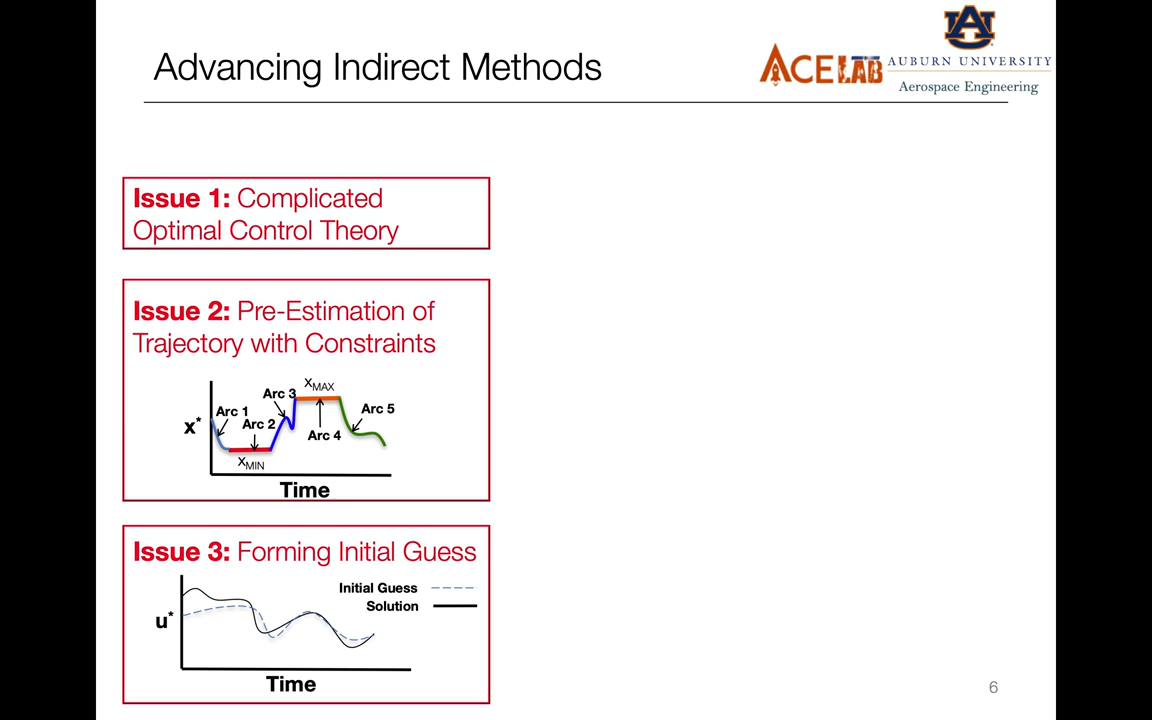 Advancing Indirect Methods
ACE LAB
AUBURN UNIVERSITY
Aerospace Engineering
Issue 1: Complicated
Optimal Control Theory
Issue 2: Pre-Estimation of
Trajectory with Constraints
x*
Arc 1
Arc 2
Arc 3
xMAX
Arc 4
Arc 5
xMIN
Time
Issue 3: Forming Initial Guess
Initial Guess
Solution
u*
Time
6